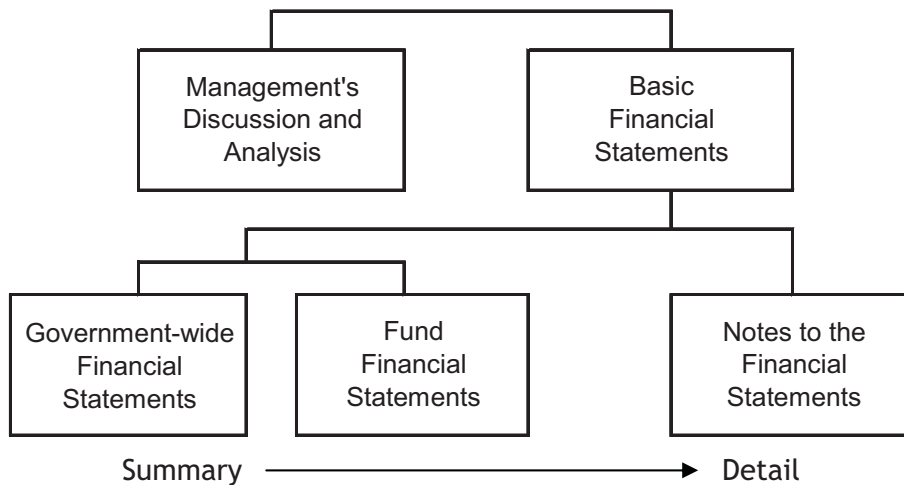 Management's
Discussion and
Analysis
Basic
Financial
Statements
Government-wide
Financial
Statements
Fund
Financial
Statements
Notes to the
Financial
Statements
Summary
Detail